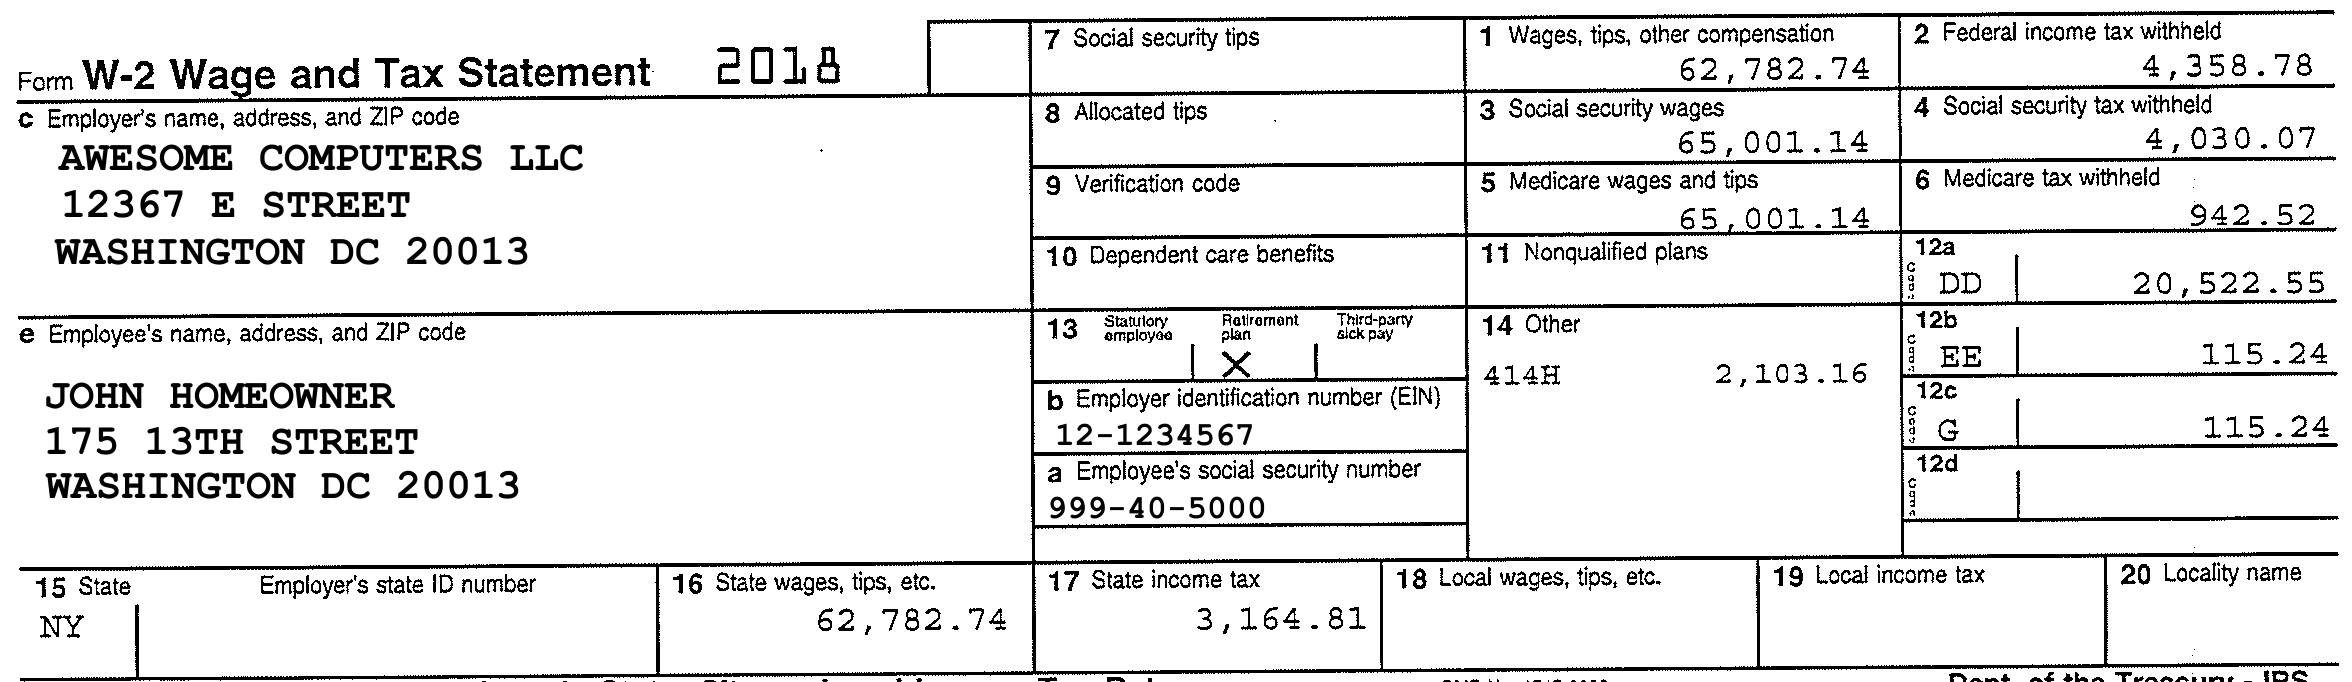 Form W-2 Wage and Tax Statement 2018
c Employer's name, address, and ZIP code
AWESOME COMPUTERS LLC
12367 E STREET
WASHINGTON DC 20013
e Employee's name, address, and ZIP code
JOHN HOMEOWNER
175 13TH STREET
WASHINGTON DC 20013
7 Social security tips
1 Wages, tips, other compensation
62,782.74
2 Federal income tax withheld
4,358.78
8 Allocated tips
3 Social security wages
65,001.14
4 Social security tax withheld
4,030.07
9 Verification code
5 Medicare wages and tips
65,001.14
6 Medicare tax withheld
942.52
10 Dependent care benefits
11 Nonqualified plans
12a
DD 20,522.55
13 Statutory employee Retirement plan Third-party sick pay
X
14 Other
414H 2,103.16
12b
EE 115.24
b Employer identification number (EIN)
12-1234567
12c
Code G 115.24
a Employee's social security number
999-40-5000
12d
15 State Employer's state ID number
NY
16 State wages, tips, etc.
62,782.74
17 State income tax
3,164.81
18 Local wages, tips, etc.
19 Local income tax
20 Locality name
Dept. of the Treasury - IRS